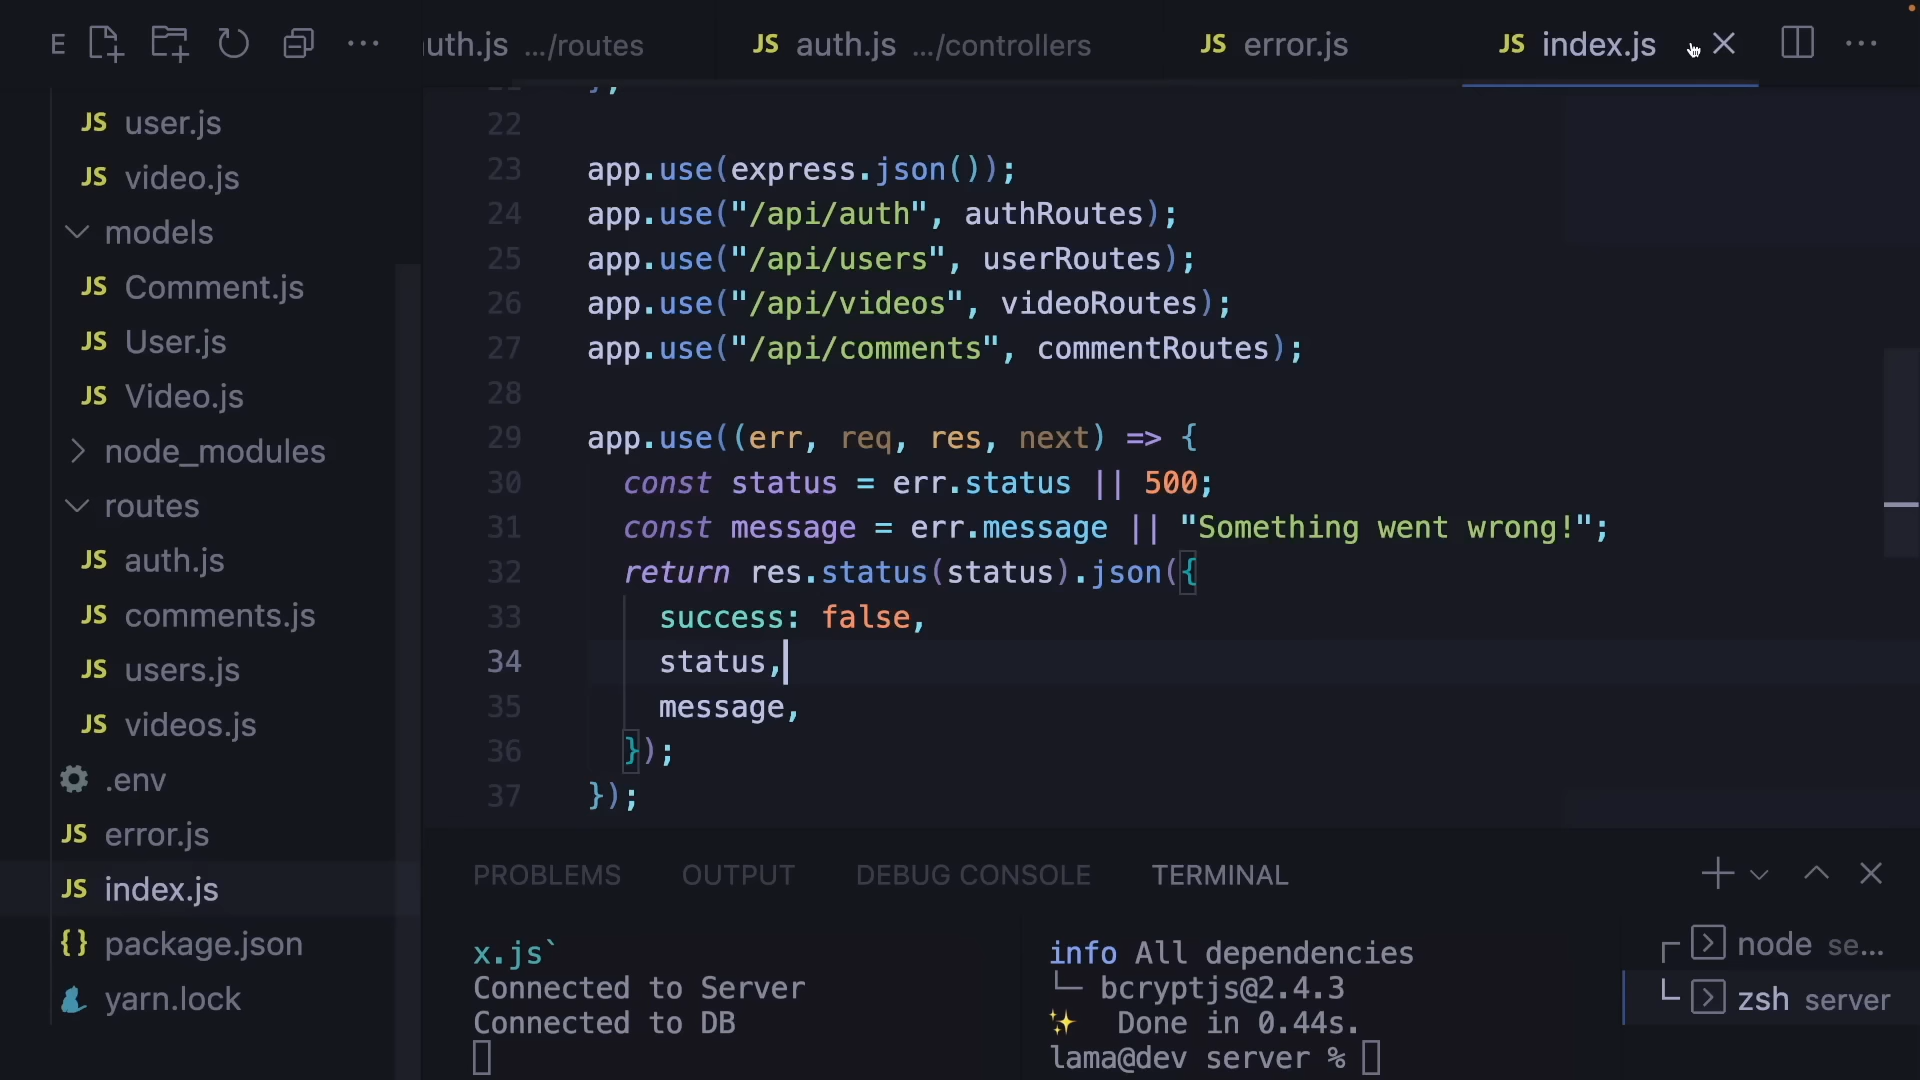 E
uth.js …/routes
JS auth.js …/controllers
JS error.js
JS index.js
JS user.js
JS video.js
models
JS Comment.js
JS User.js
JS Video.js
node_modules
routes
JS auth.js
JS comments.js
JS users.js
JS videos.js
.env
JS error.js
JS index.js
{} package.json
yarn.lock
22
23 app.use(express.json());
24 app.use("/api/auth", authRoutes);
25 app.use("/api/users", userRoutes);
26 app.use("/api/videos", videoRoutes);
27 app.use("/api/comments", commentRoutes);
28
29 app.use((err, req, res, next) => {
30 const status = err.status || 500;
31 const message = err.message || "Something went wrong!";
32 return res.status(status).json({
33 success: false,
34 status,
35 message,
36 });
37 });
PROBLEMS OUTPUT DEBUG CONSOLE TERMINAL
x.js`
Connected to Server
Connected to DB
info All dependencies
└─ bcryptjs@2.4.3
✨ Done in 0.44s.
lama@dev server %
node se…
zsh server